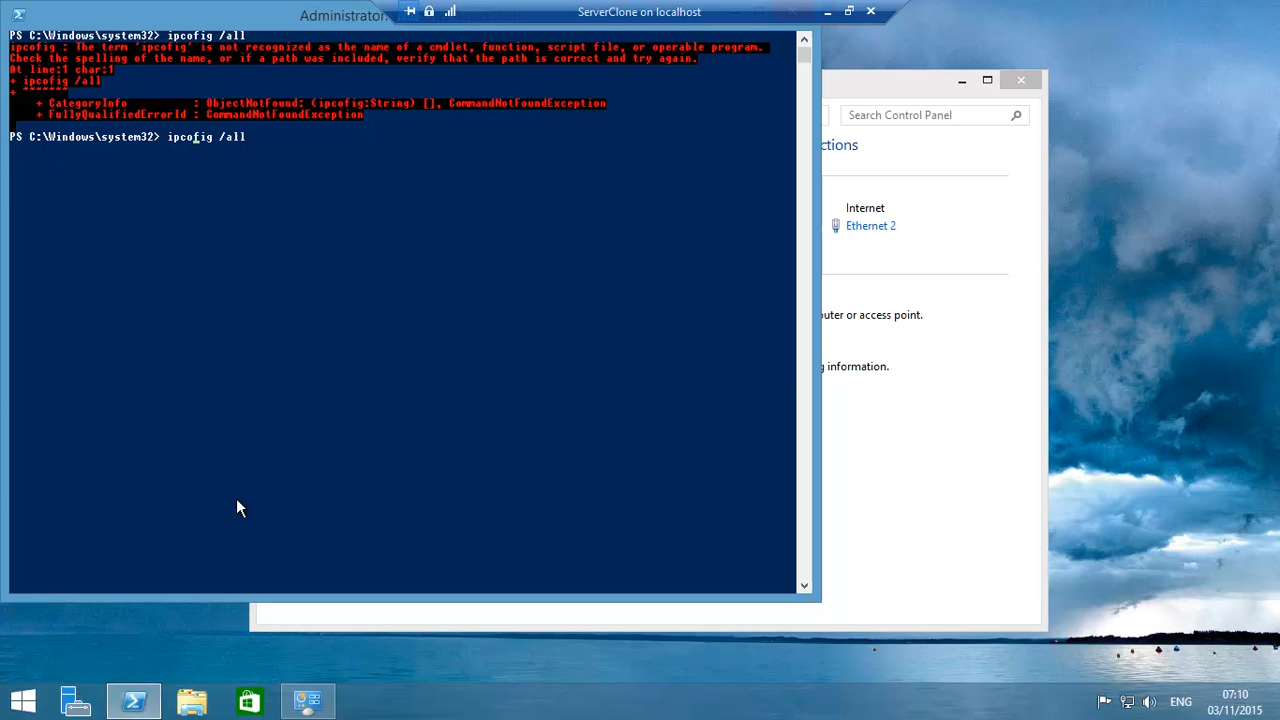 Administrator:
ServerClone on localhost
PS C:\Windows\system32> ipcofig /all
ipcofig : The term 'ipcofig' is not recognized as the name of a cmdlet, function, script file, or operable program.
Check the spelling of the name, or if a path was included, verify that the path is correct and try again.
At line:1 char:1
+ ipcofig /all
+ ~~~~~~~
+ CategoryInfo : ObjectNotFound: (ipcofig:String) [], CommandNotFoundException
+ FullyQualifiedErrorId : CommandNotFoundException
PS C:\Windows\system32> ipcofig /all
Search Control Panel
ctions
Internet
Ethernet 2
outer or access point.
g information.
ENG
07:10
03/11/2015